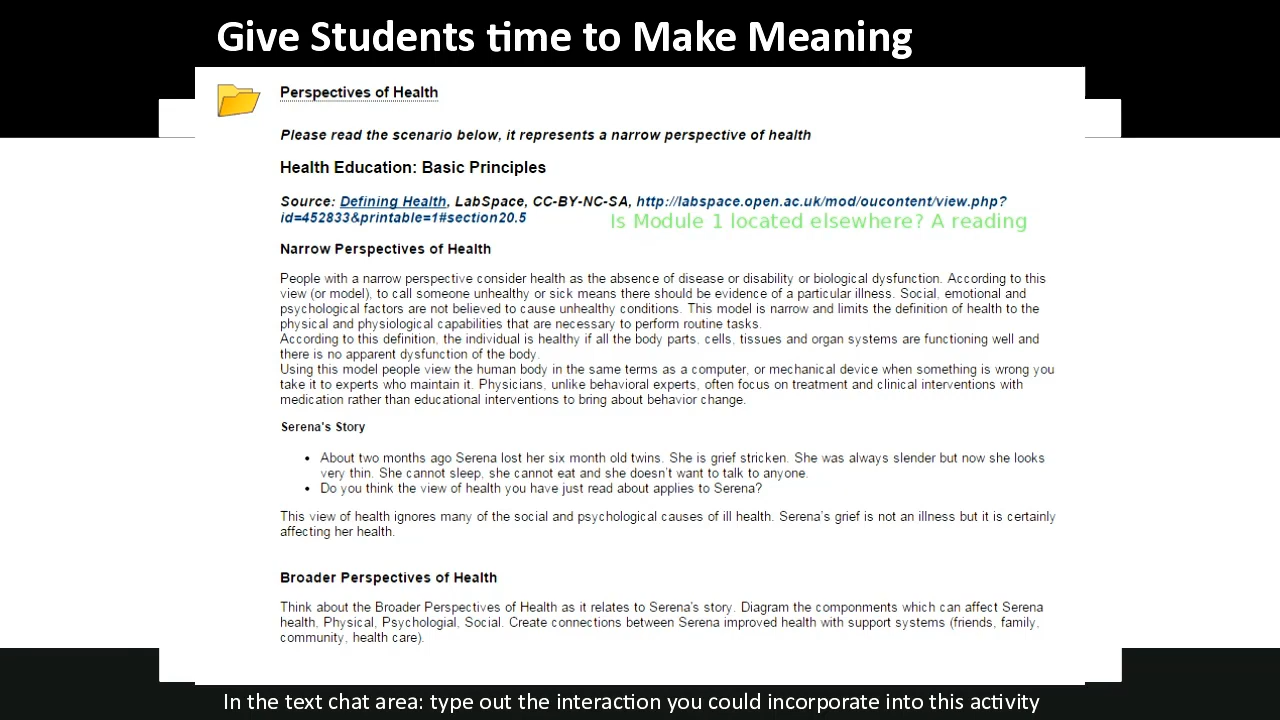 Give Students time to Make Meaning
Perspectives of Health
Please read the scenario below, it represents a narrow perspective of health
Health Education: Basic Principles
Source: Defining Health, LabSpace, CC-BY-NC-SA, http://labspace.open.ac.uk/mod/oucontent/view.php?
id=452833&printable=1#section20.5
Is Module 1 located elsewhere? A reading
Narrow Perspectives of Health
People with a narrow perspective consider health as the absence of disease or disability or biological dysfunction. According to this
view (or model), to call someone unhealthy or sick means there should be evidence of a particular illness. Social, emotional and
psychological factors are not believed to cause unhealthy conditions. This model is narrow and limits the definition of health to the
physical and physiological capabilities that are necessary to perform routine tasks.
According to this definition, the individual is healthy if all the body parts, cells, tissues and organ systems are functioning well and
there is no apparent dysfunction of the body.
Using this model people view the human body in the same terms as a computer, or mechanical device when something is wrong you
take it to experts who maintain it. Physicians, unlike behavioral experts, often focus on treatment and clinical interventions with
medication rather than educational interventions to bring about behavior change.
Serena's Story
• About two months ago Serena lost her six month old twins. She is grief stricken. She was always slender but now she looks
very thin. She cannot sleep, she cannot eat and she doesn't want to talk to anyone.
• Do you think the view of health you have just read about applies to Serena?
This view of health ignores many of the social and psychological causes of ill health. Serena's grief is not an illness but it is certainly
affecting her health.
Broader Perspectives of Health
Think about the Broader Perspectives of Health as it relates to Serena's story. Diagram the componments which can affect Serena
health, Physical, Psychologial, Social. Create connections between Serena improved health with support systems (friends, family,
community, health care).
In the text chat area: type out the interaction you could incorporate into this activity